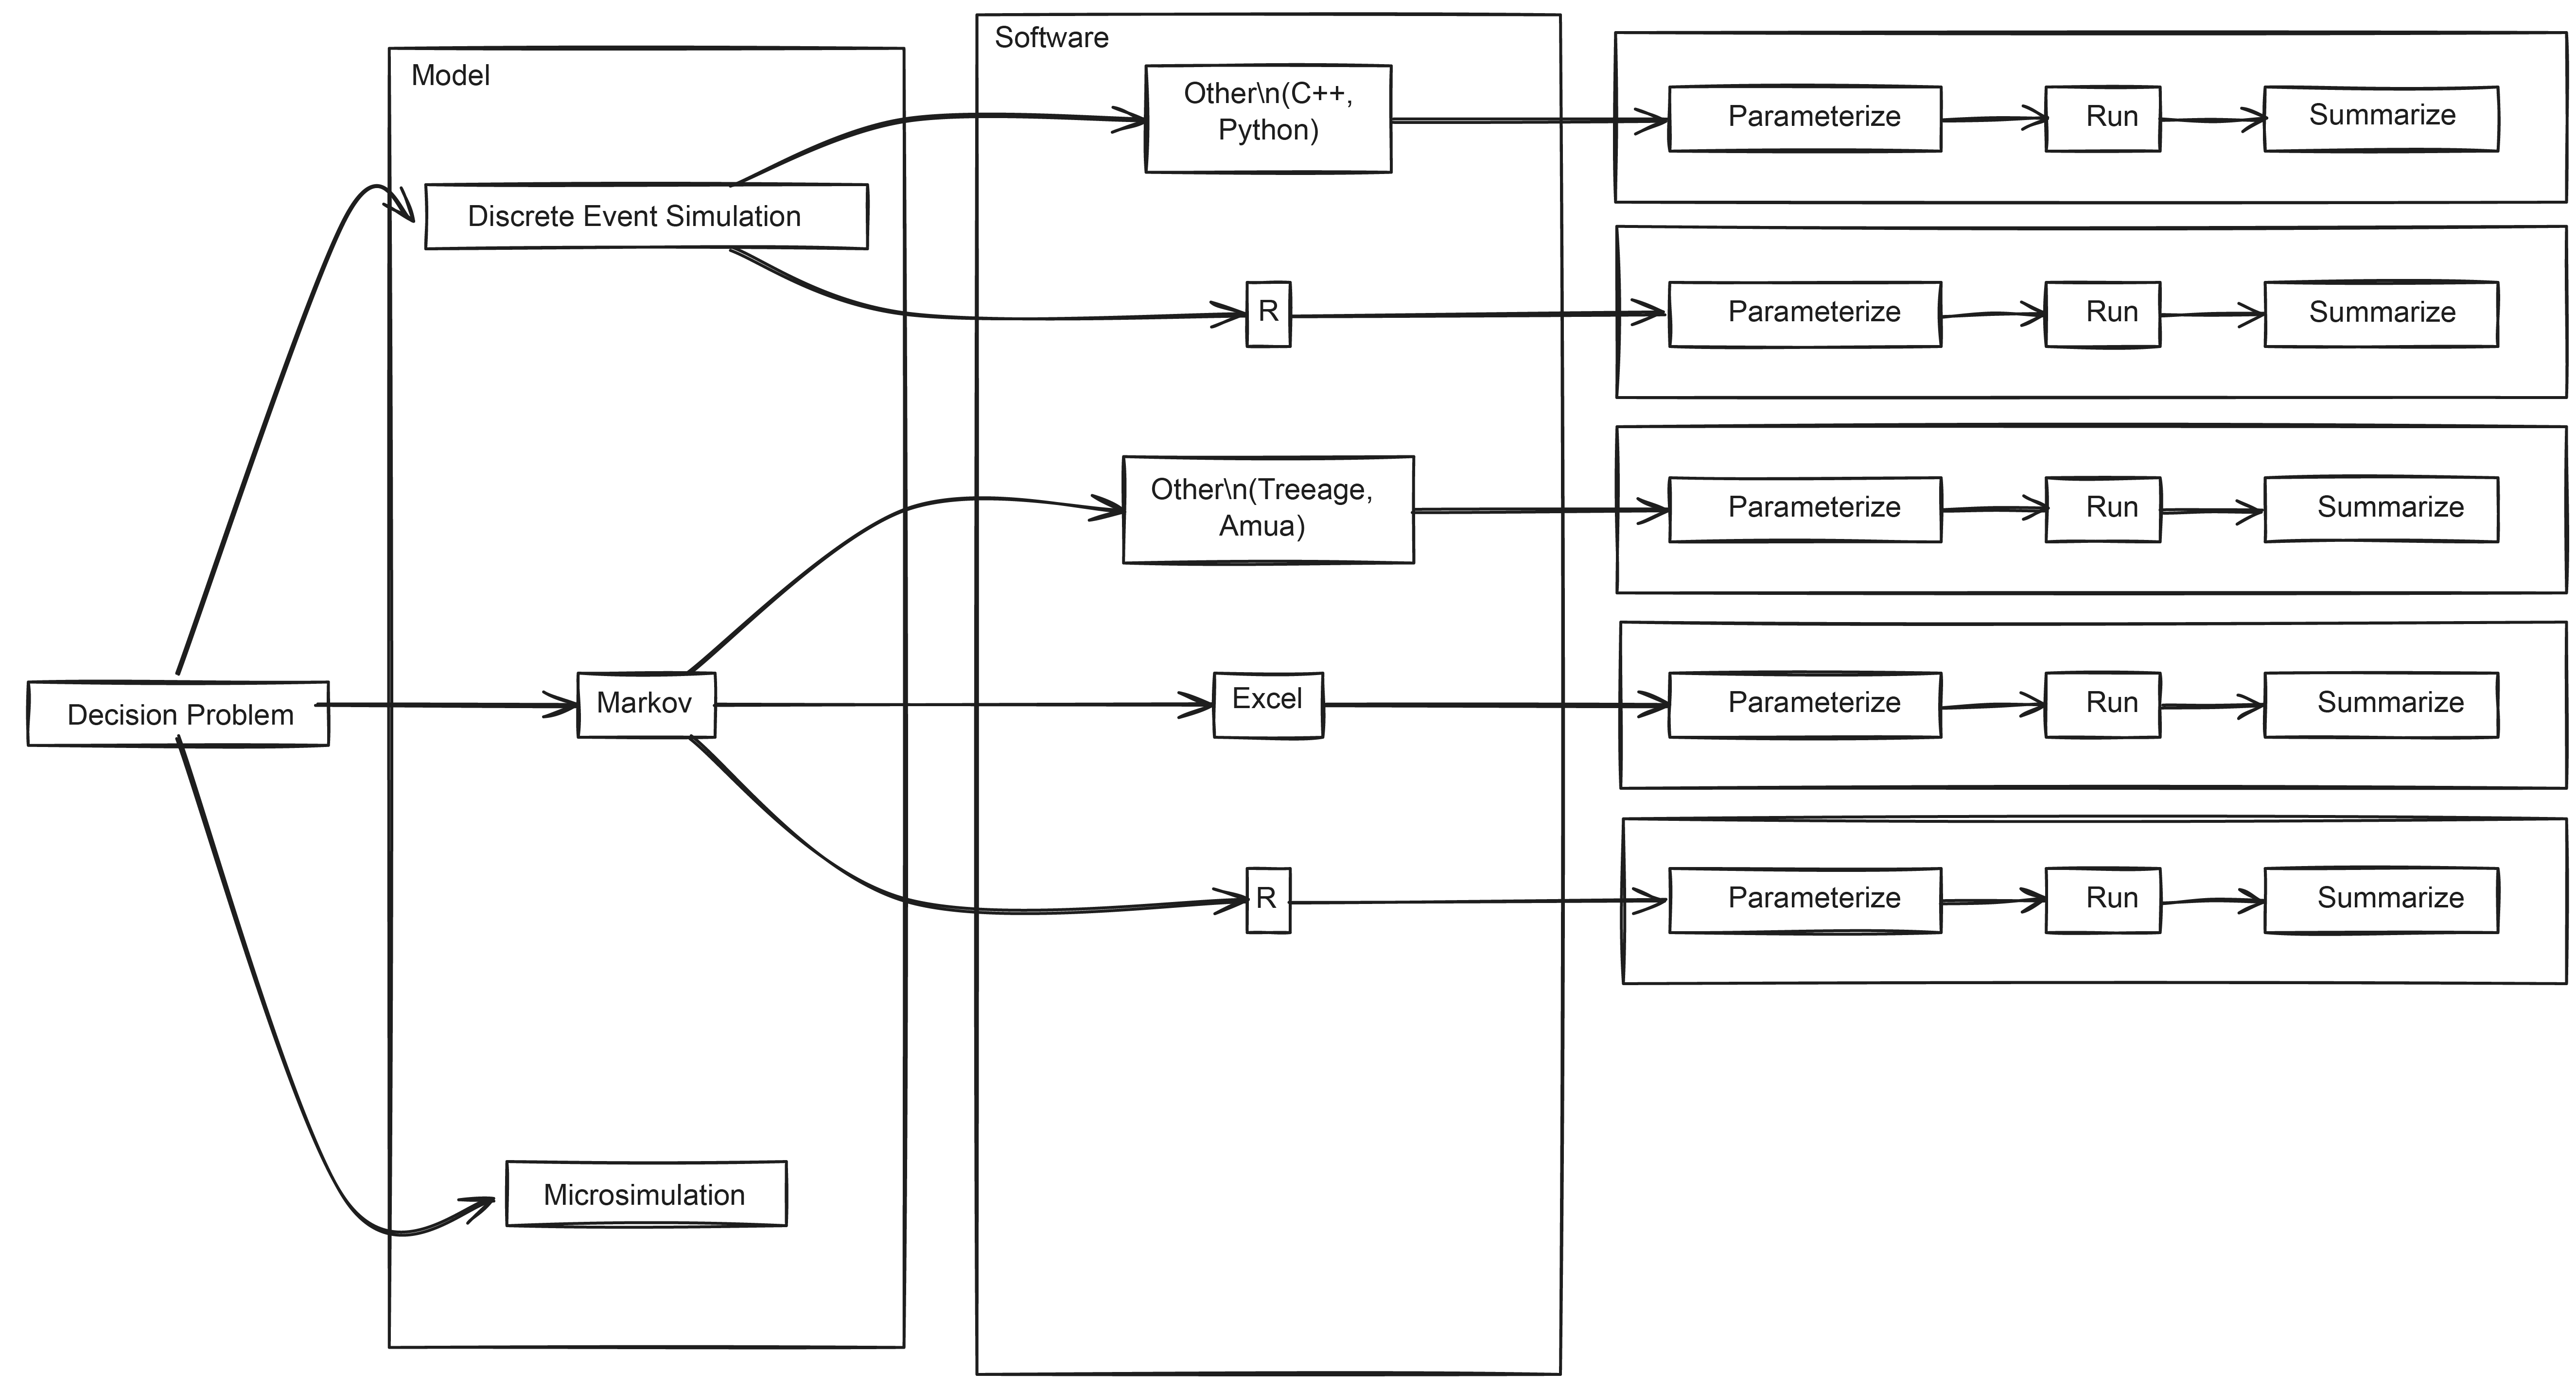 Model
Software
Other\n(C++,
Python)
Parameterize
Run
Summarize
Discrete Event Simulation
R
Parameterize
Run
Summarize
Other\n(Treeage,
Amua)
Parameterize
Run
Summarize
Decision Problem
Markov
Excel
Parameterize
Run
Summarize
R
Parameterize
Run
Summarize
Microsimulation